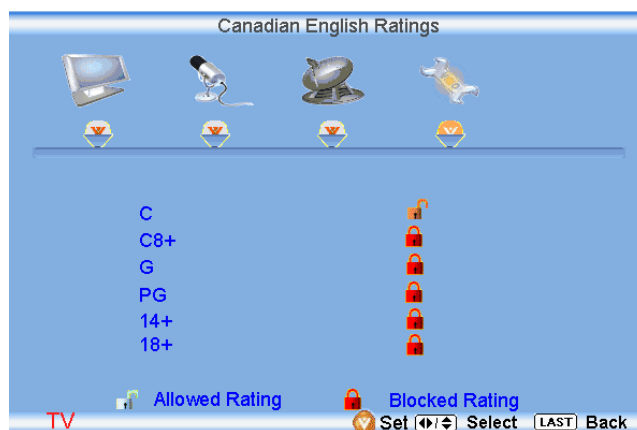 Canadian English Ratings
C
C8+
G
PG
14+
18+
Allowed Rating Blocked Rating
TV Set Select LAST Back